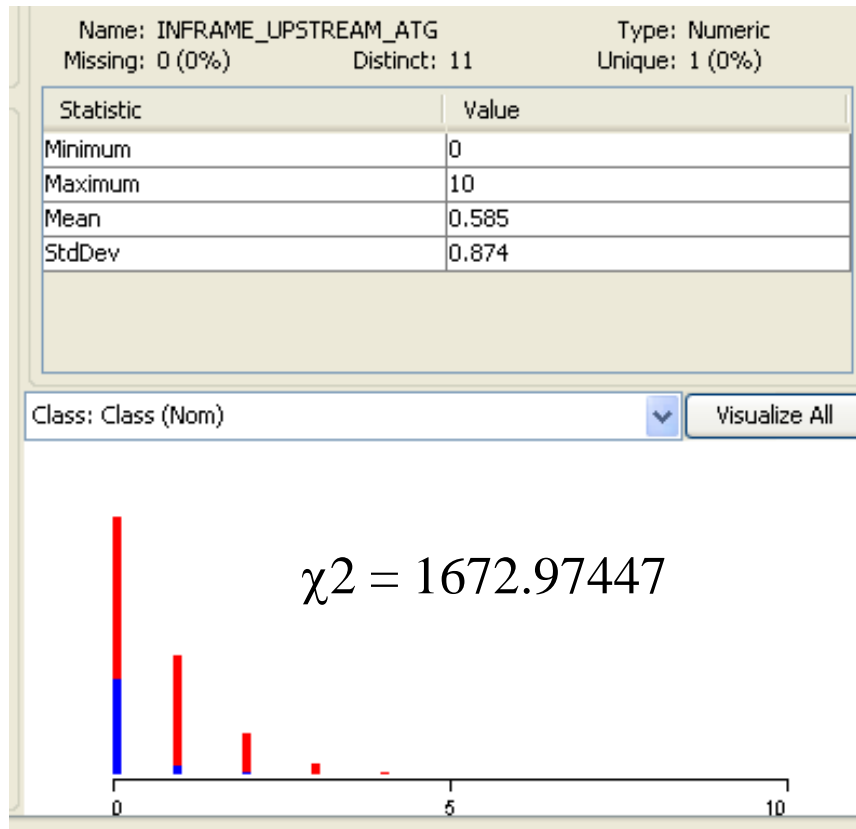 Name: INFRAME_UPSTREAM_ATG Type: Numeric
Missing: 0 (0%) Distinct: 11 Unique: 1 (0%)
Statistic Value
Minimum 0
Maximum 10
Mean 0.585
StdDev 0.874
Class: Class (Nom) Visualize All
χ2 = 1672.97447
0 5 10